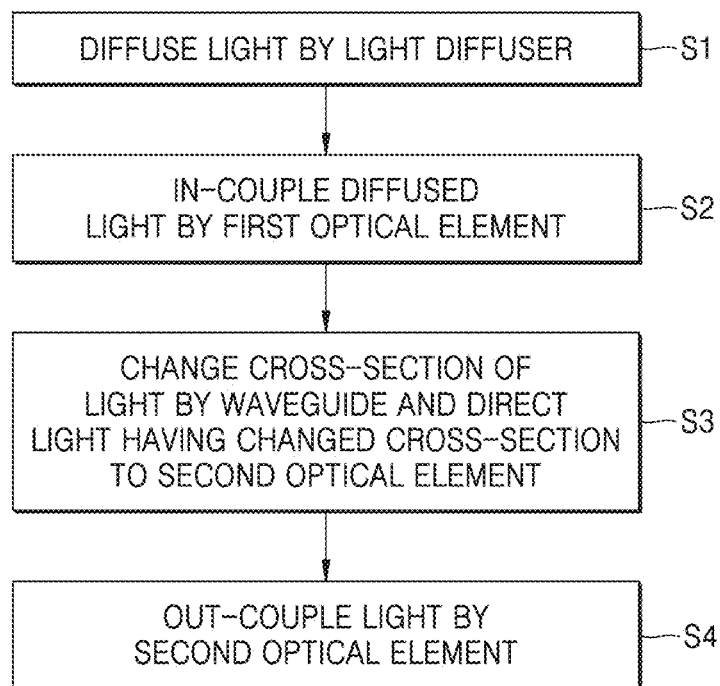 DIFFUSE LIGHT BY LIGHT DIFFUSER
S1
IN-COUPLE DIFFUSED
LIGHT BY FIRST OPTICAL ELEMENT
S2
CHANGE CROSS-SECTION OF
LIGHT BY WAVEGUIDE AND DIRECT
LIGHT HAVING CHANGED CROSS-SECTION
TO SECOND OPTICAL ELEMENT
S3
OUT-COUPLE LIGHT BY
SECOND OPTICAL ELEMENT
S4